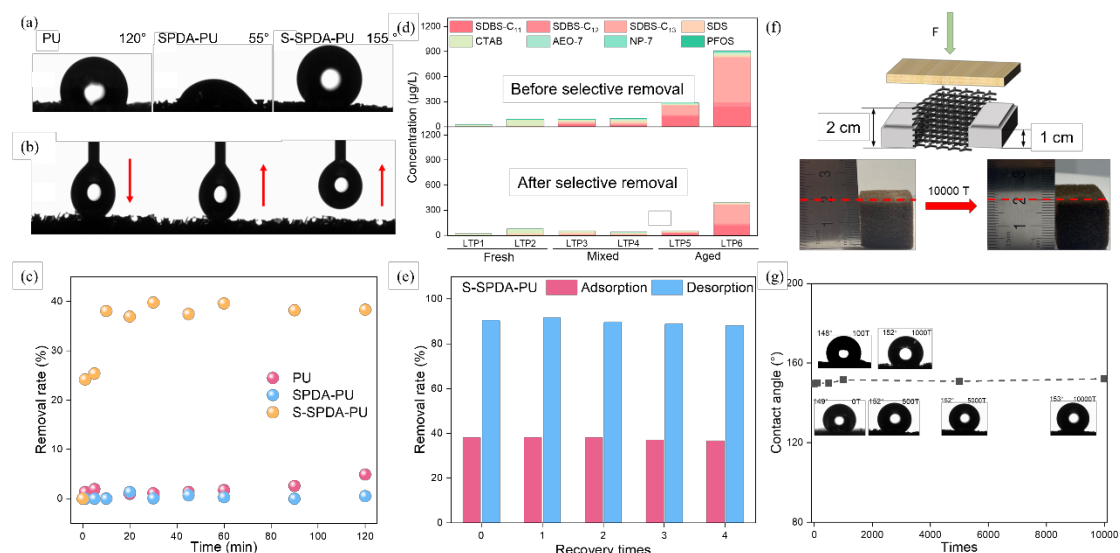 (a)
PU 120° SPDA-PU 55° S-SPDA-PU 155°
(b)
(c)
Removal rate (%)
40
30
20
10
0
PU
SPDA-PU
S-SPDA-PU
0 20 40 60 80 100 120
Time (min)
(d)
SDBS-C₁₁ SDBS-C₁₂ SDBS-C₁₃ SDS
CTAB AEO-7 NP-7 PFOS
Concentration (μg/L)
1200
900
600
300
0
Before selective removal
1200
900
600
300
0
After selective removal
LTP1 LTP2 LTP3 LTP4 LTP5 LTP6
Fresh Mixed Aged
(e)
S-SPDA-PU Adsorption Desorption
Removal rate (%)
100
80
60
40
20
0
0 1 2 3 4
Recovery times
(f)
F
2 cm
1 cm
10000 T
(g)
Contact angle (°)
200
160
120
80
148° 100T 152° 1000T
149° 0T 152° 500T 152° 5000T 153° 10000T
0 2000 4000 6000 8000 10000
Times